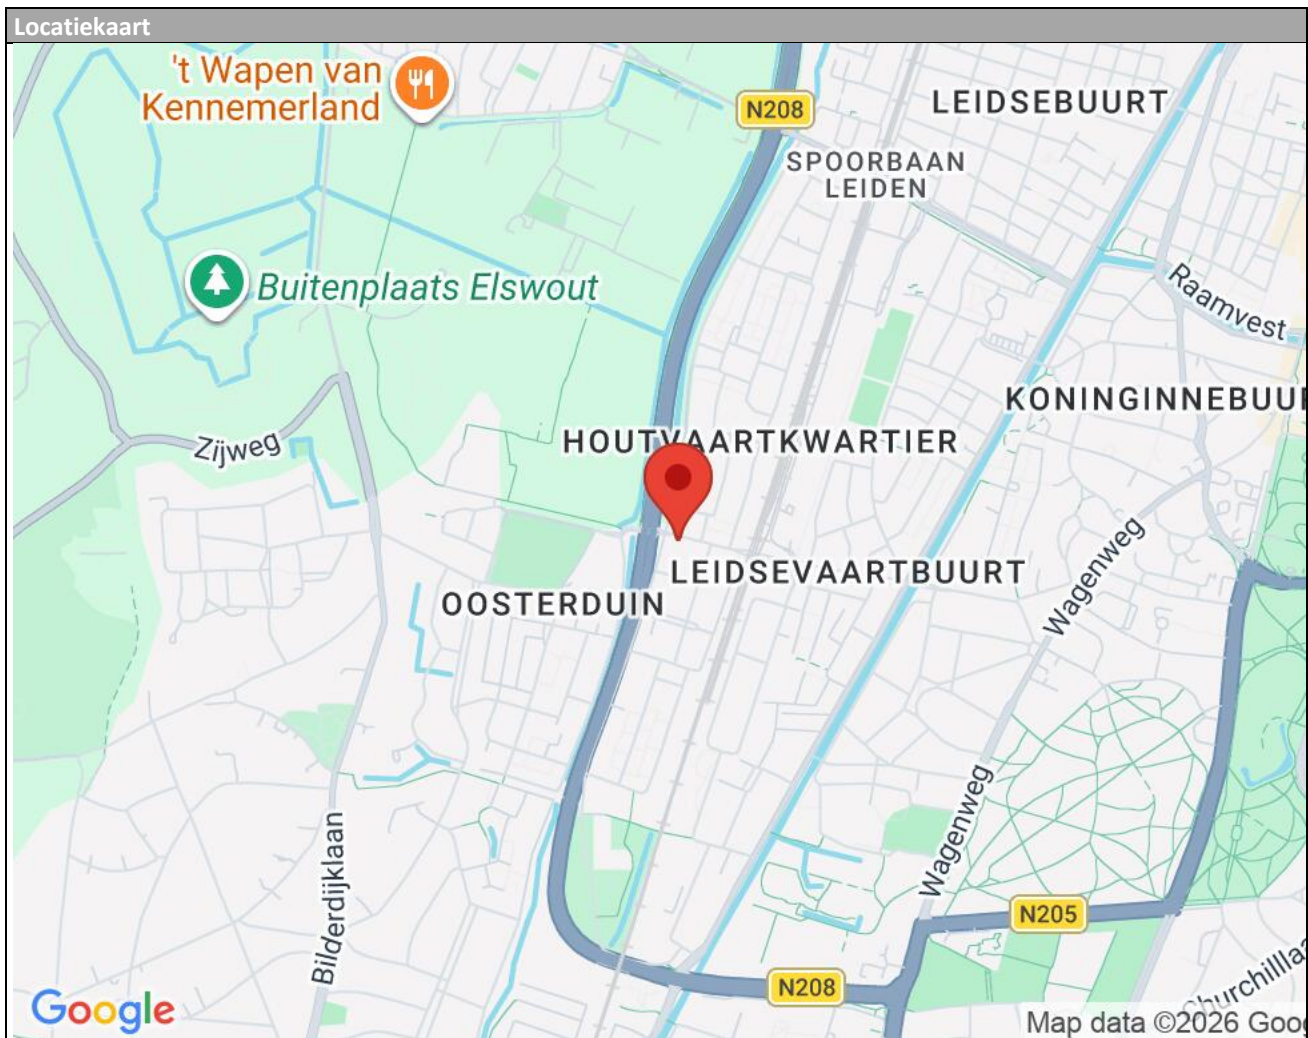 Locatiekaart
't Wapen van
Kennemerland
N208
LEIDSEBUURT
SPOORBAAN
LEIDEN
Buitenplaats Elswout
Raamvest
KONINGINNEBUU
Zijweg
HOUTVAARTKWARTIER
LEIDSEVAARTBUURT
Wagenweg
OOSTERDUIN
Wagenweg
Bilderdijklaan
N205
N208
Churchilllaa
Google
Map data ©2026 Goo